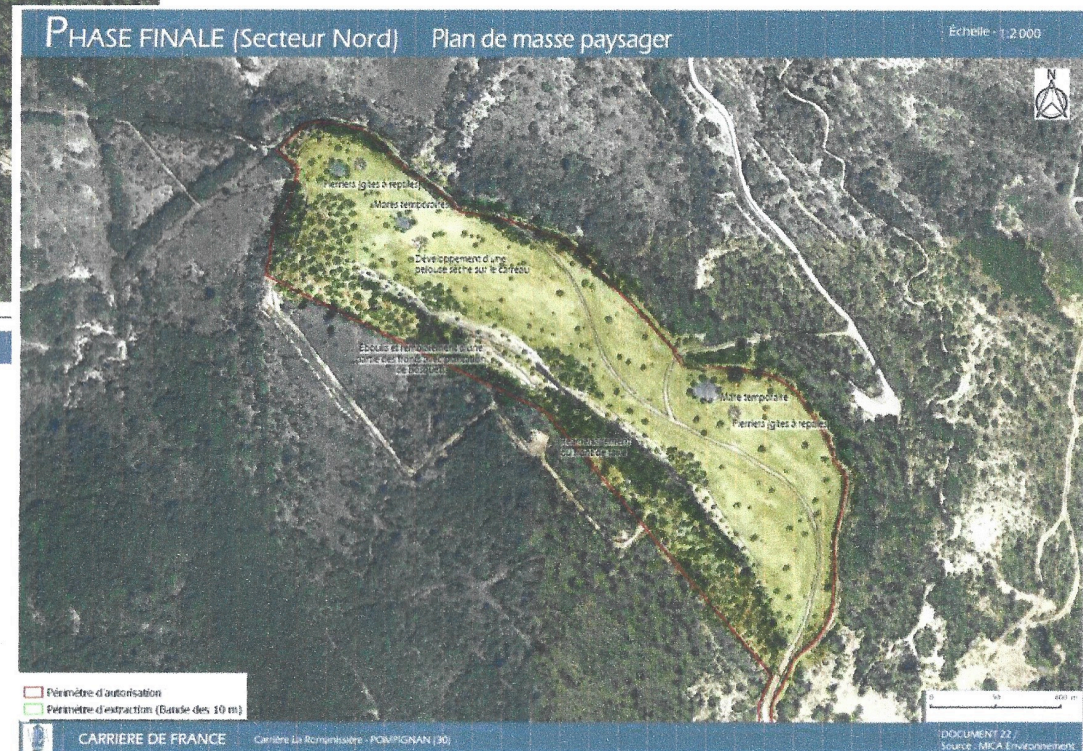 PHASE FINALE (Secteur Nord) Plan de masse paysager
Échelle - 1:2 000
N
Pierriers (gîtes à reptiles)
Mares temporaires
Développement d'une
pelouse sèche sur le carreau
Mare temporaire
Pierriers (gîtes à reptiles)
Périmètre d'autorisation
Périmètre d'extraction (Bande des 10 m)
0 50 m
CARRIERE DE FRANCE Carrière La Romanissière - POMPIGNAN (30)
DOCUMENT 22 /
Source : MICA Environnement